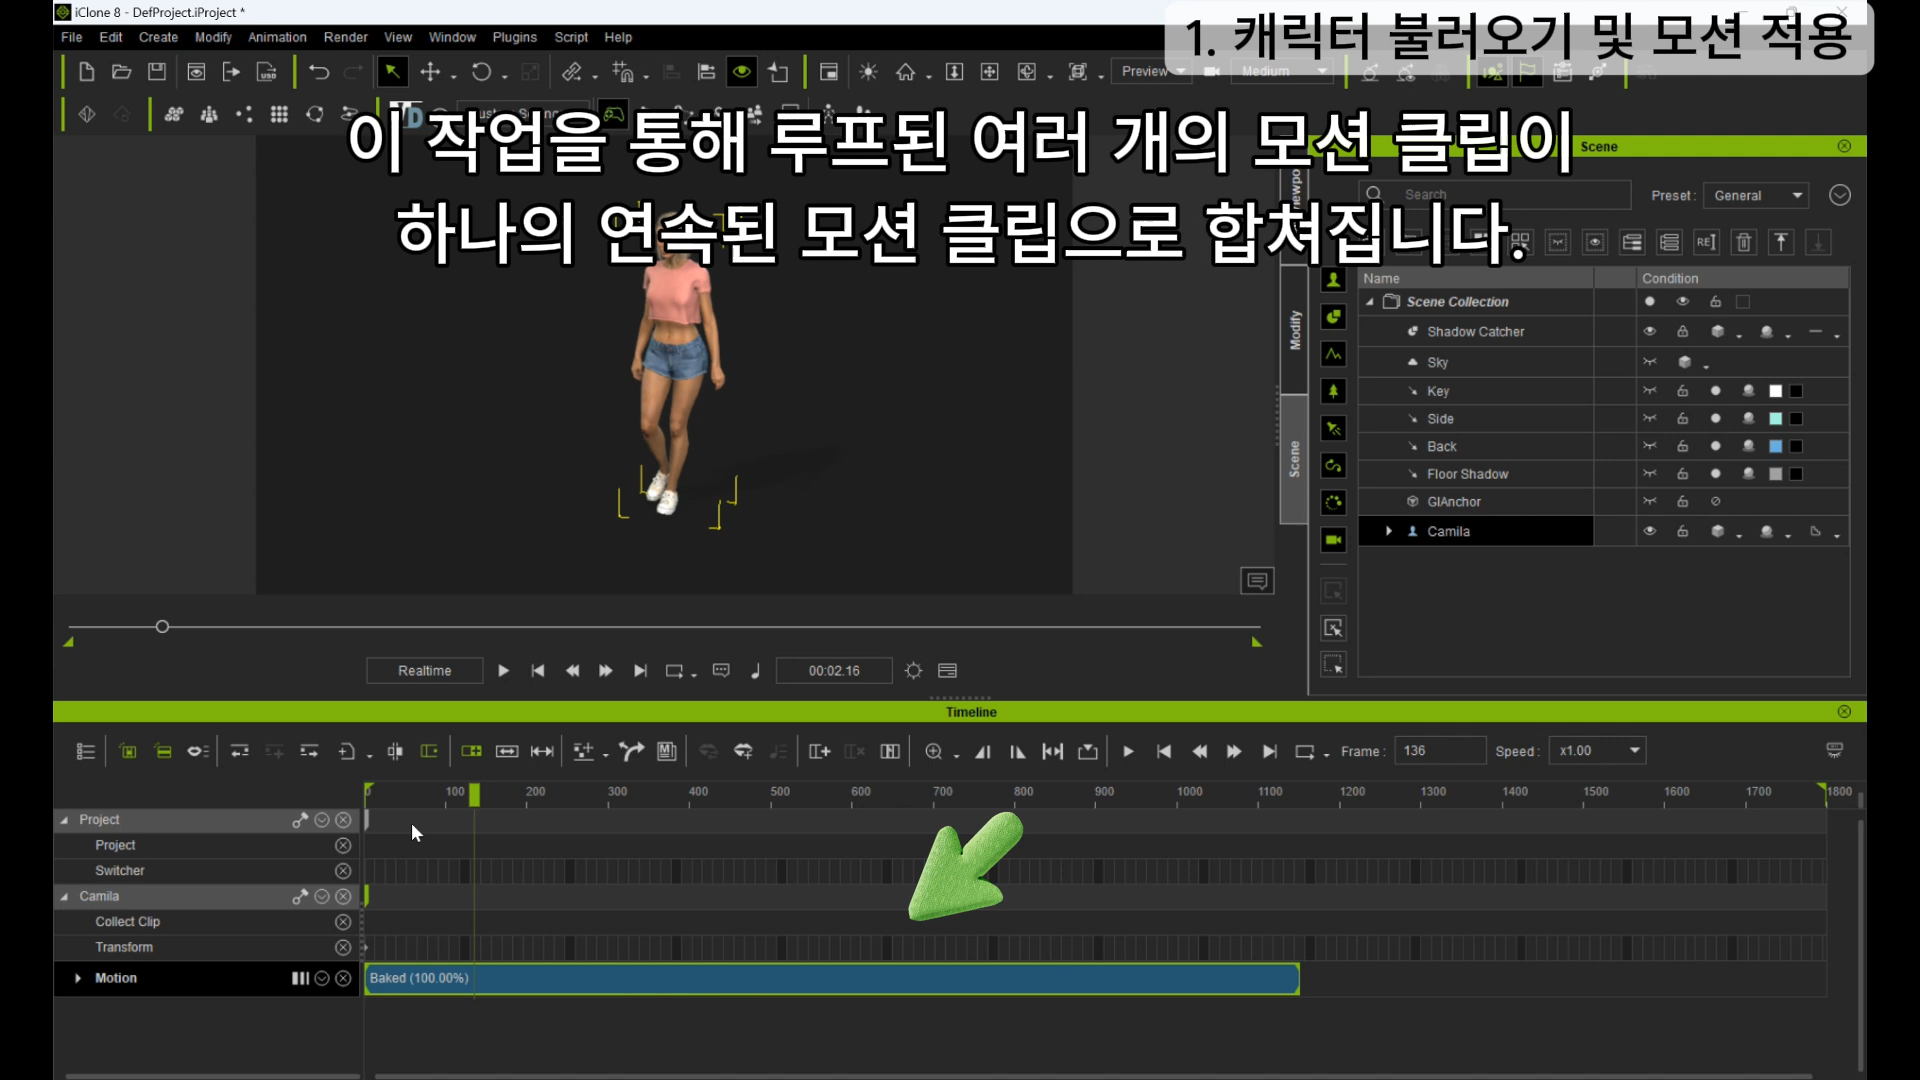 iClone 8 - DefProject.iProject *
1. 캐릭터 불러오기 및 모션 적용
File Edit Create Modify Animation Render View Window Plugins Script Help
Preview Medium
이 작업을 통해 루프된 여러 개의 모션 클립이
하나의 연속된 모션 클립으로 합쳐집니다.
Scene
Search
Preset : General
Modify
Scene
Name Condition
Scene Collection
Shadow Catcher
Sky
Key
Side
Back
Floor Shadow
GIAnchor
Camila
Realtime 00:02.16
Timeline
Frame : 136 Speed : x1.00
0 100 200 300 400 500 600 700 800 900 1000 1100 1200 1300 1400 1500 1600 1700 1800
Project
Project
Switcher
Camila
Collect Clip
Transform
Motion Baked (100.00%)